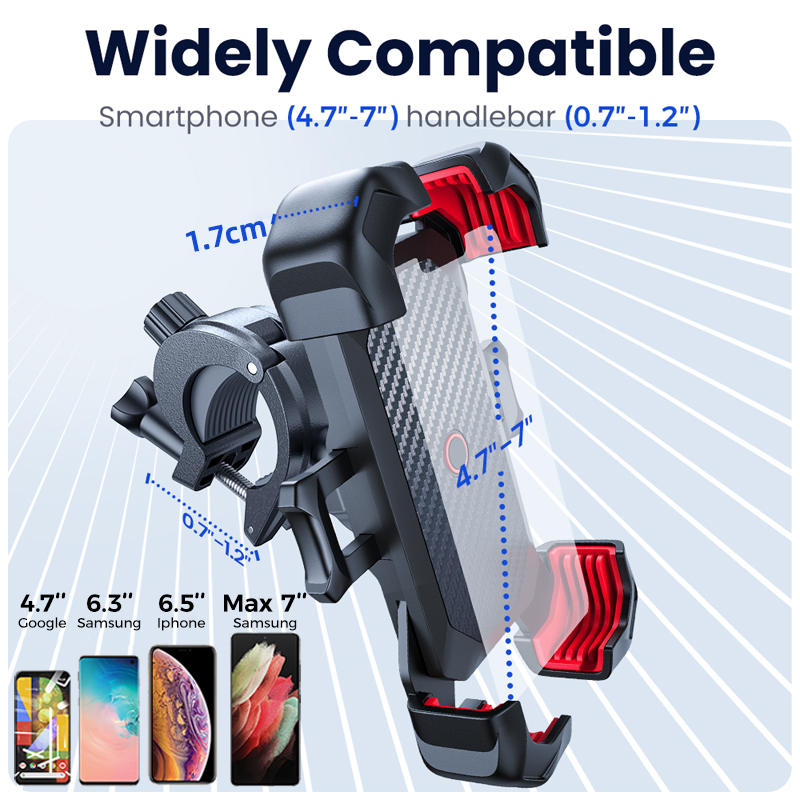 Widely Compatible
Smartphone (4.7"-7") handlebar (0.7"-1.2")
1.7cm
4.7"-7"
0.7"-1.2"
4.7" 6.3" 6.5" Max 7"
Google Samsung Iphone Samsung